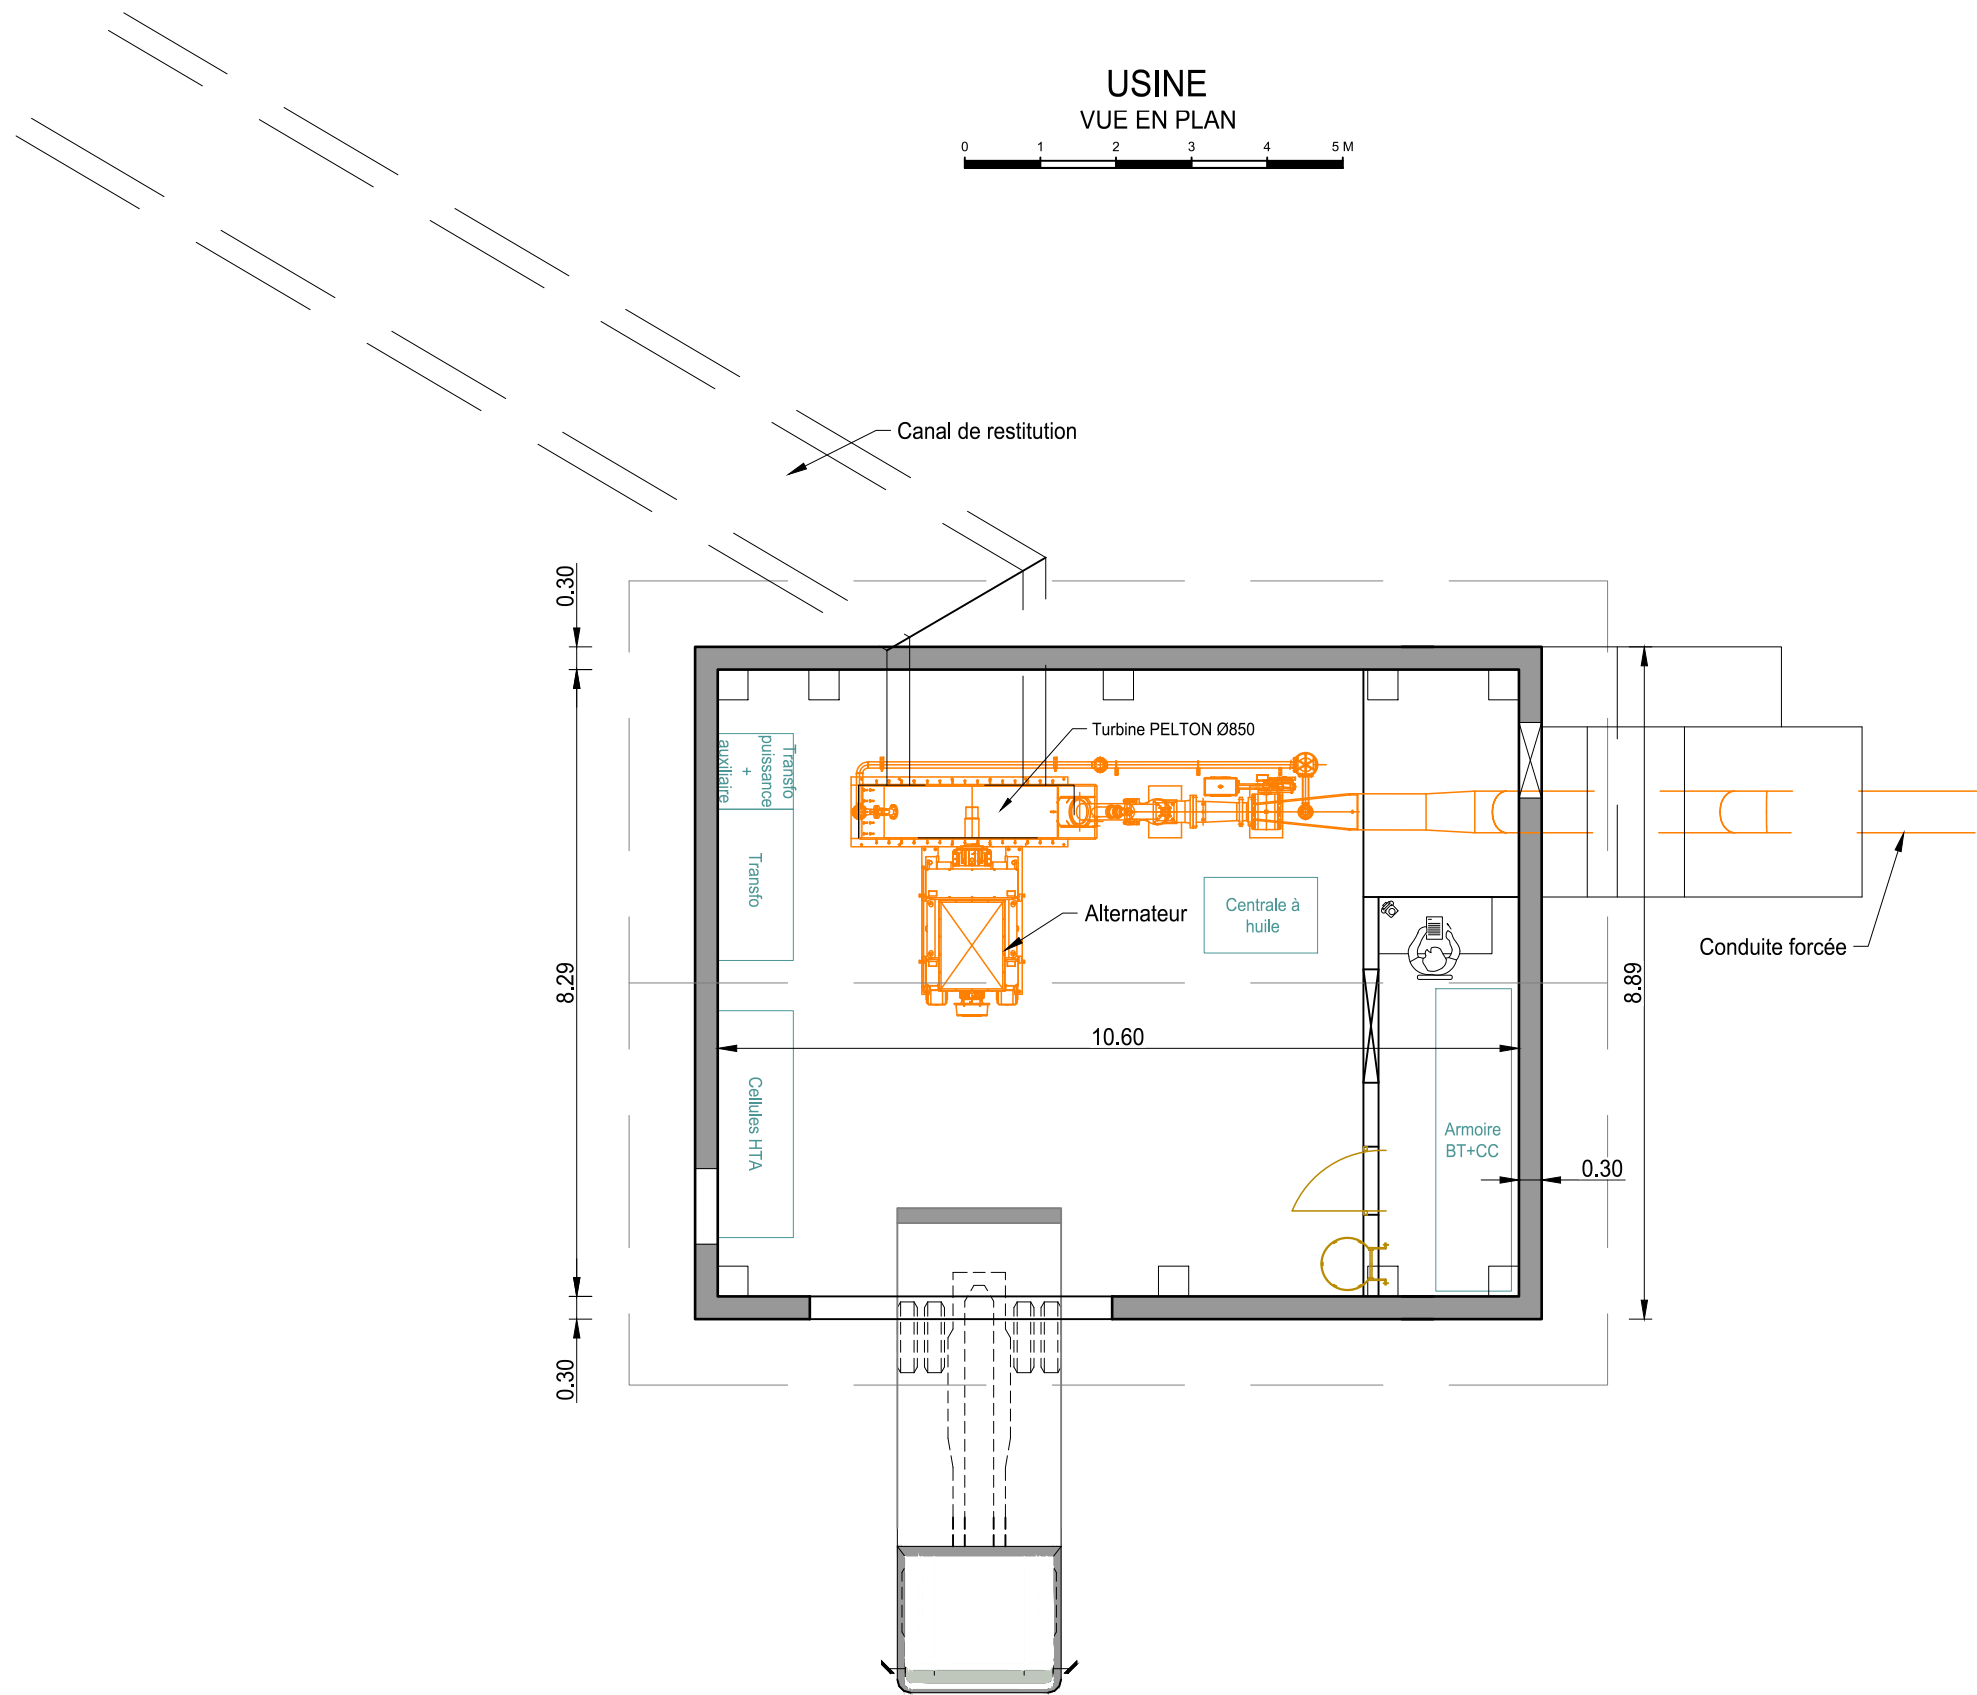 USINE
VUE EN PLAN
0 1 2 3 4 5 M
Canal de restitution
0.30
Turbine PELTON Ø850
Transfo
puissance
+
auxiliaire
Transfo
Alternateur
Centrale à
huile
Conduite forcée
8.29
8.89
10.60
Cellules HTA
Armoire
BT+CC
0.30
0.30